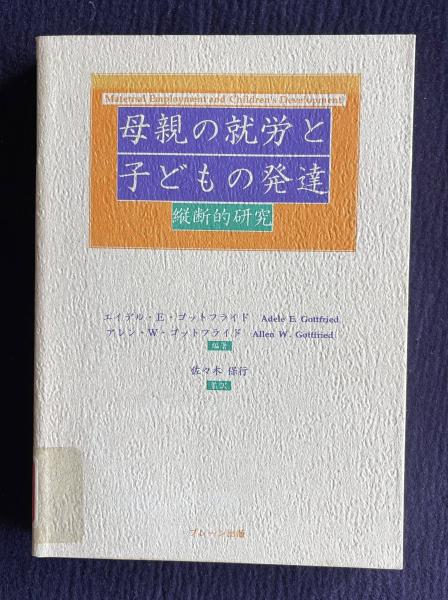 Maternal Employment and Children's Development
母親の就労と
子どもの発達
縦断的研究
エイデル・E・ゴットフライド Adele E. Gottfried
アレン・W・ゴットフライド Allen W. Gottfried
編著
佐々木 保行
監訳
ブレーン出版